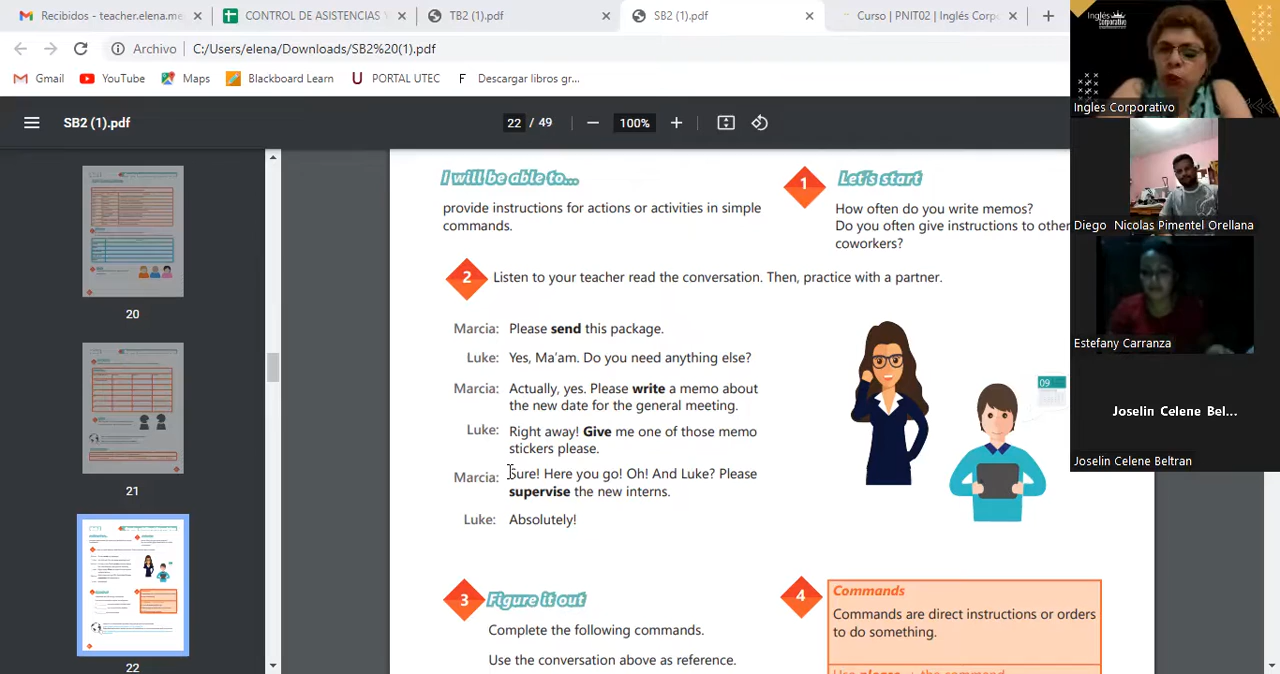 Recibidos - teacher.elena.me
CONTROL DE ASISTENCIAS Y
TB2 (1).pdf
SB2 (1).pdf
Curso | PNIT02 | Inglés Corpo
Archivo
C:/Users/elena/Downloads/SB2%20(1).pdf
Gmail
YouTube
Maps
Blackboard Learn
PORTAL UTEC
Descargar libros gr...
SB2 (1).pdf
22 / 49
100%
20
21
22
I will be able to...
provide instructions for actions or activities in simple
commands.
1
Let's start
How often do you write memos?
Do you often give instructions to other
coworkers?
2
Listen to your teacher read the conversation. Then, practice with a partner.
Marcia: Please send this package.
Luke: Yes, Ma'am. Do you need anything else?
Marcia: Actually, yes. Please write a memo about
the new date for the general meeting.
Luke: Right away! Give me one of those memo
stickers please.
Marcia: Sure! Here you go! Oh! And Luke? Please
supervise the new interns.
Luke: Absolutely!
09
3
Figure it out
Complete the following commands.
Use the conversation above as reference.
4
Commands
Commands are direct instructions or orders
to do something.
Use please + the command
Inglés
Corporativo
Ingles Corporativo
Diego Nicolas Pimentel Orellana
Estefany Carranza
Joselin Celene Bel...
Joselin Celene Beltran